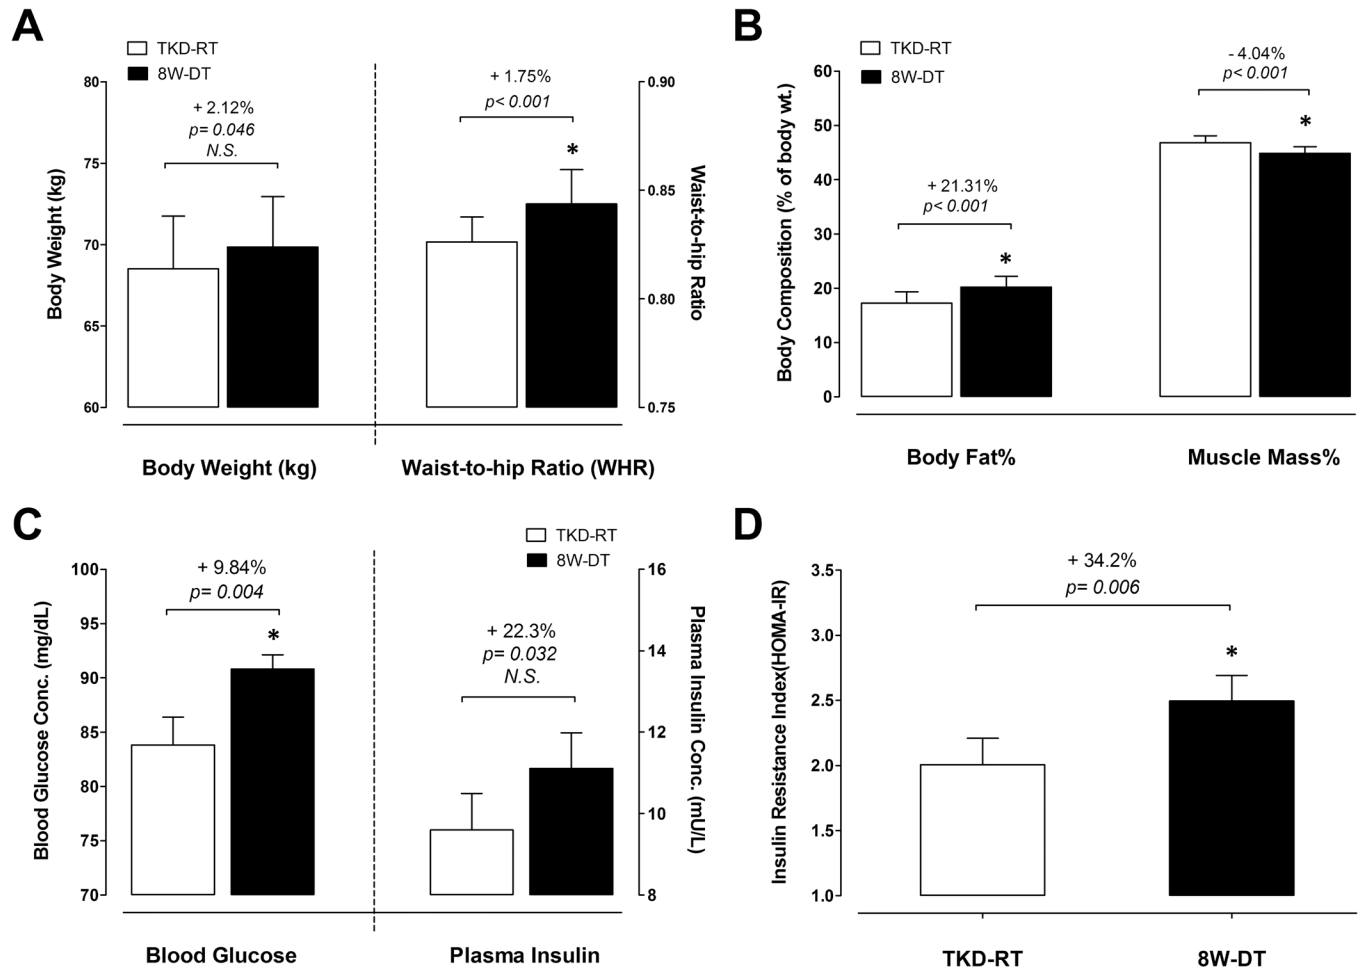 A
TKD-RT
8W-DT
+ 2.12%
p= 0.046
N.S.
+ 1.75%
p< 0.001
*
80
75
70
65
60
Body Weight (kg)
0.90
0.85
0.80
0.75
Waist-to-hip Ratio
Body Weight (kg)
Waist-to-hip Ratio (WHR)
B
TKD-RT
8W-DT
+ 21.31%
p< 0.001
*
- 4.04%
p< 0.001
*
60
50
40
30
20
10
0
Body Composition (% of body wt.)
Body Fat%
Muscle Mass%
C
TKD-RT
8W-DT
+ 9.84%
p= 0.004
*
+ 22.3%
p= 0.032
N.S.
100
95
90
85
80
75
70
Blood Glucose Conc. (mg/dL)
16
14
12
10
8
Plasma Insulin Conc. (mU/L)
Blood Glucose
Plasma Insulin
D
+ 34.2%
p= 0.006
*
3.5
3.0
2.5
2.0
1.5
1.0
Insulin Resistance Index(HOMA-IR)
TKD-RT
8W-DT